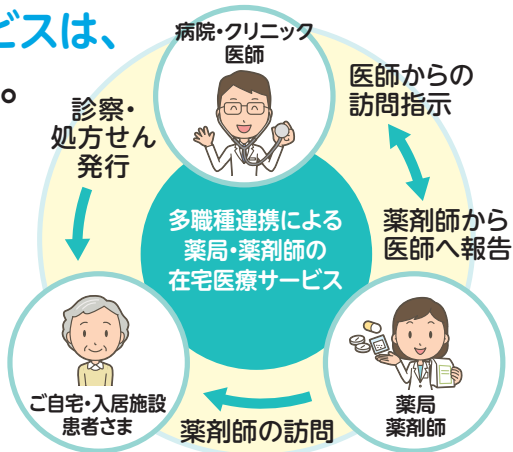 ビスは、
。
病院・クリニック
医師
診察・
処方せん
発行
医師からの
訪問指示
多職種連携による
薬局・薬剤師の
在宅医療サービス
薬剤師から
医師へ報告
ご自宅・入居施設
患者さま
薬剤師の訪問
薬局
薬剤師